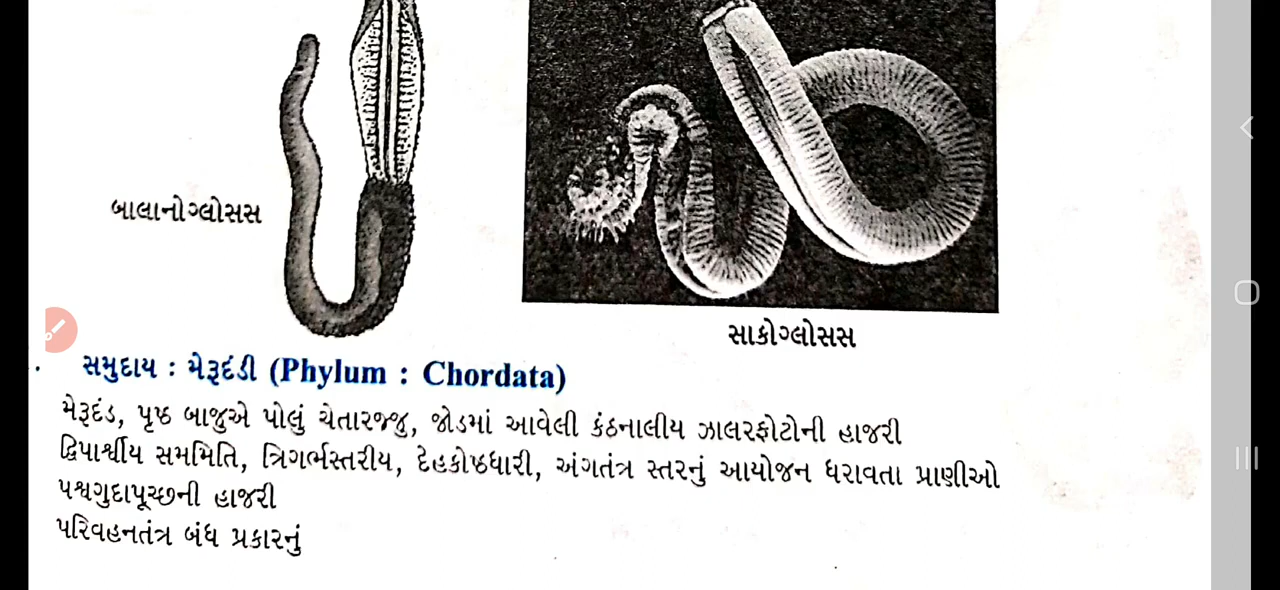 બાલાનોગ્લોસસ
સાકોગ્લોસસ
સમુદાય : મેરૂદંડી (Phylum : Chordata)
મેરૂદંડ, પૃષ્ઠ બાજુએ પોલું ચેતારજ્જુ, જોડમાં આવેલી કંઠનાલીય ઝાલરફોટોની હાજરી
દ્વિપાર્શ્વીય સમમિતિ, ત્રિગર્ભસ્તરીય, દેહકોષ્ઠધારી, અંગતંત્ર સ્તરનું આયોજન ધરાવતા પ્રાણીઓ
પશ્વગુદાપૂચ્છની હાજરી
પરિવહનતંત્ર બંધ પ્રકારનું